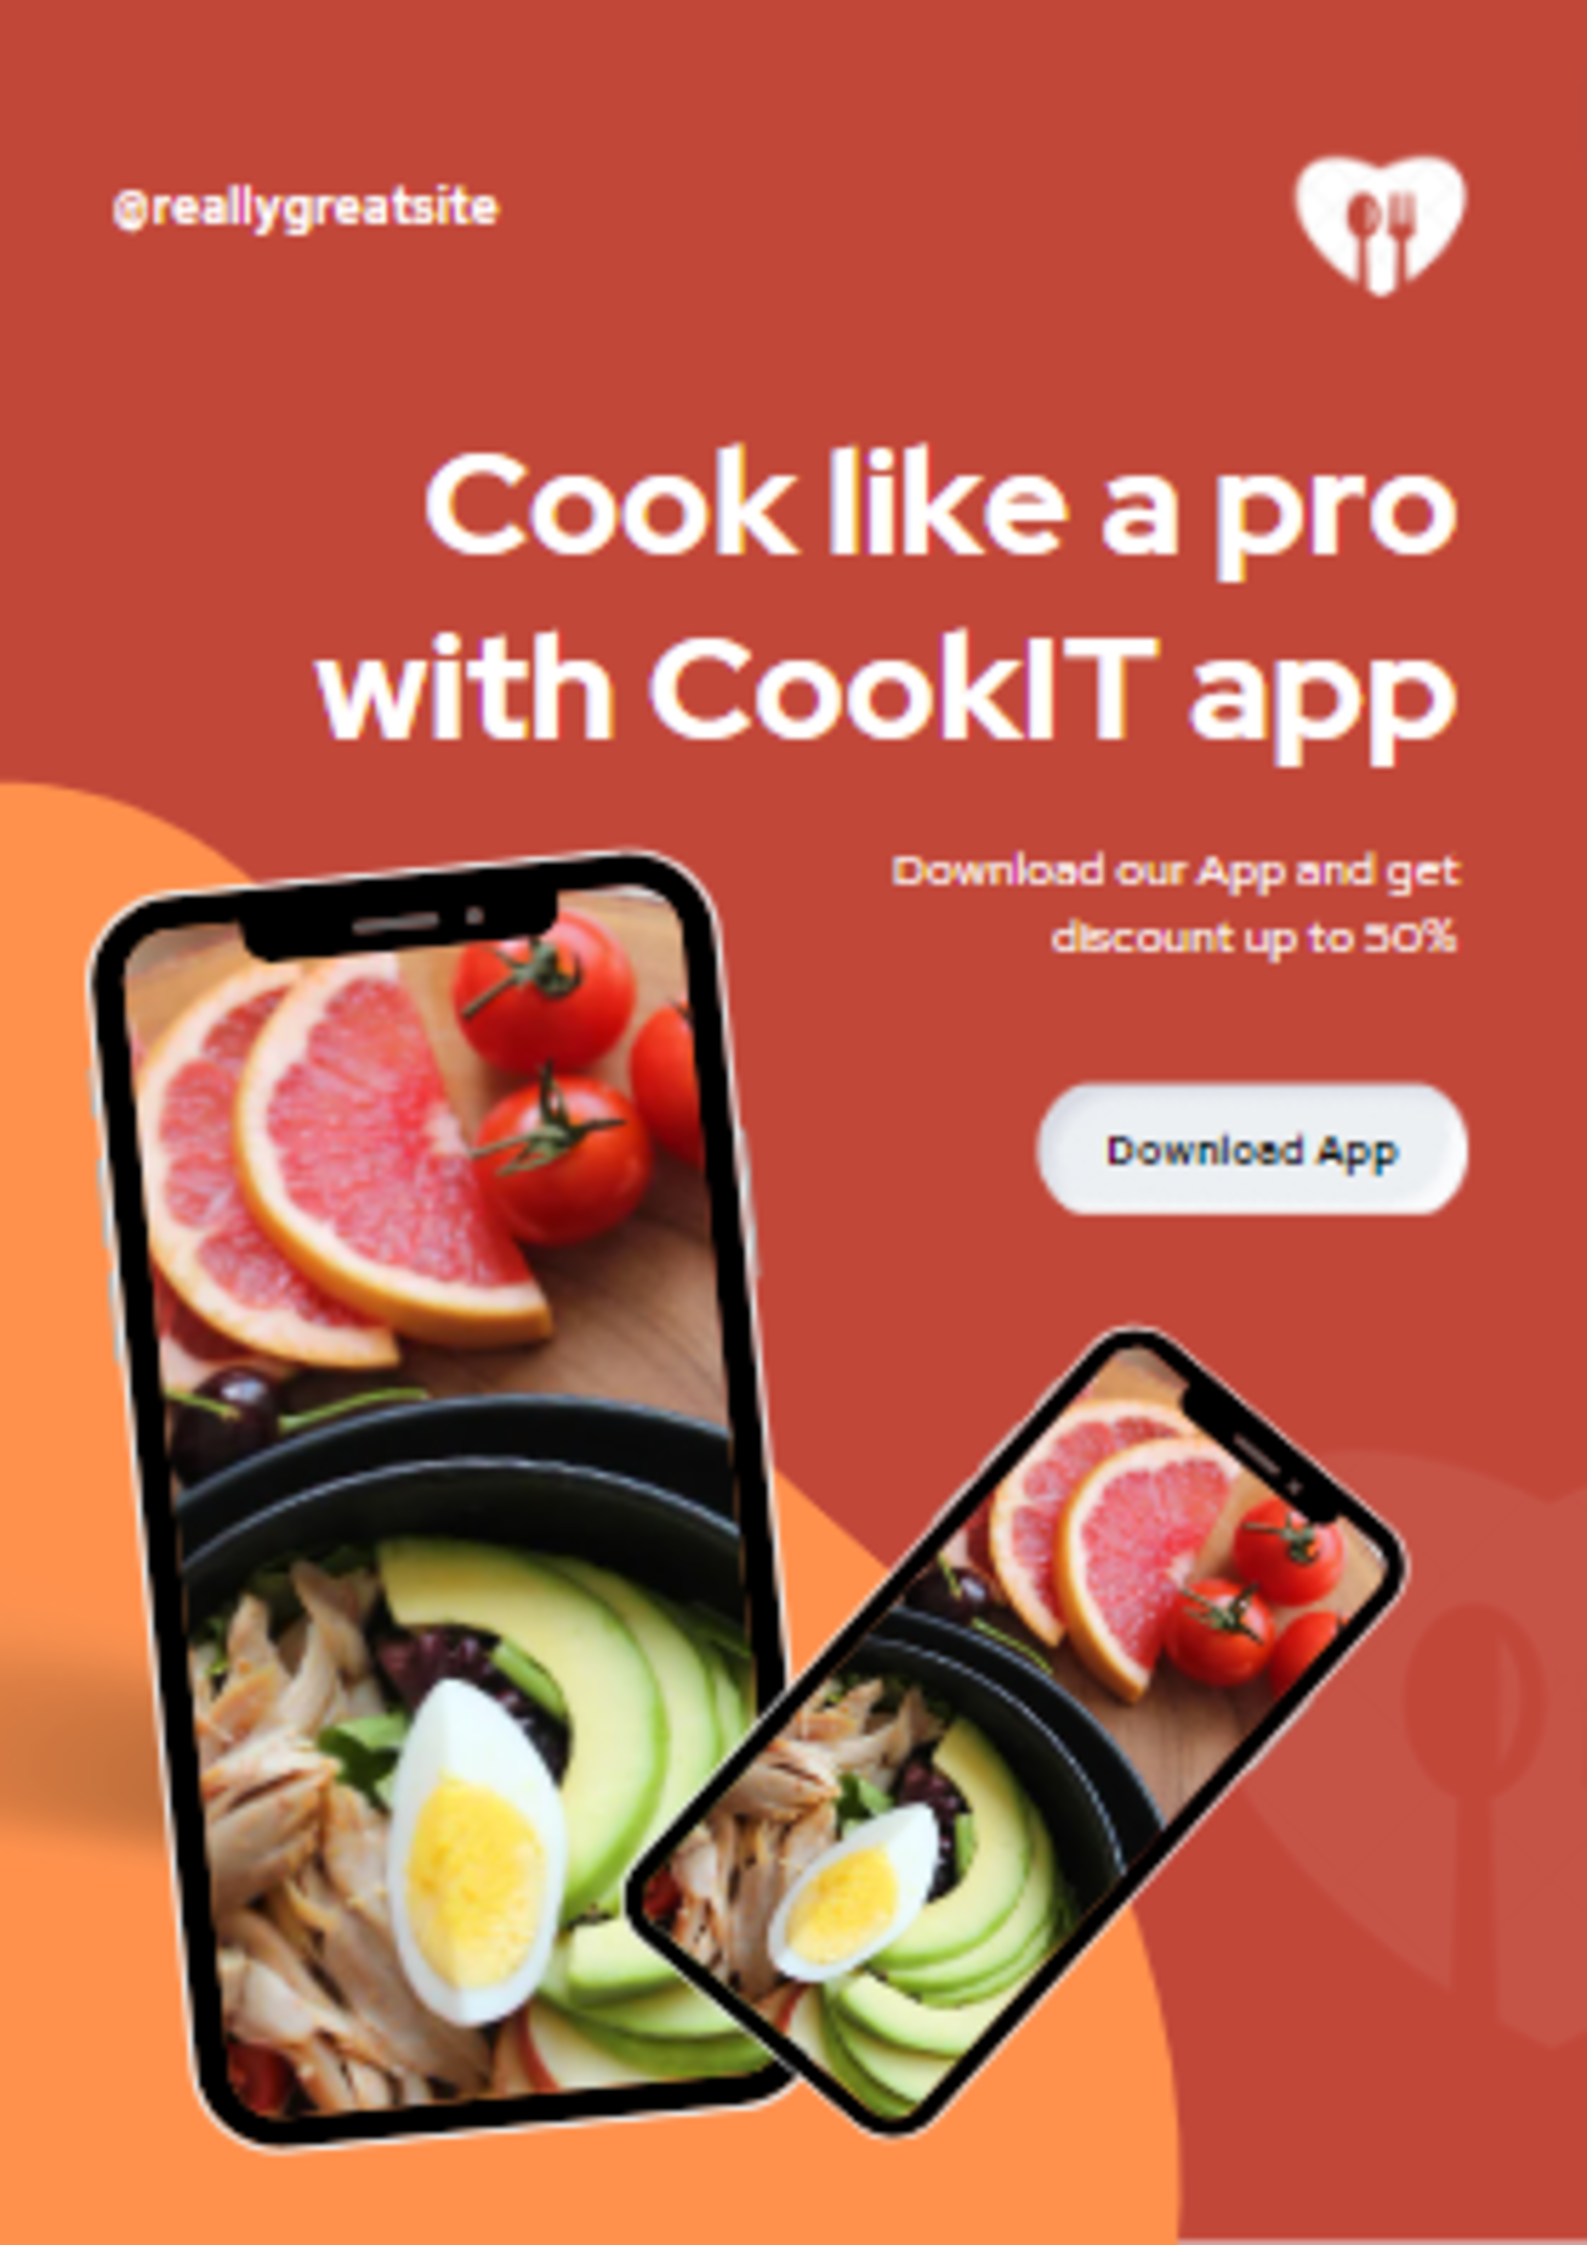 @reallygreatsite
Cook like a pro
with CookIT app
Download our App and get
discount up to 50%
Download App